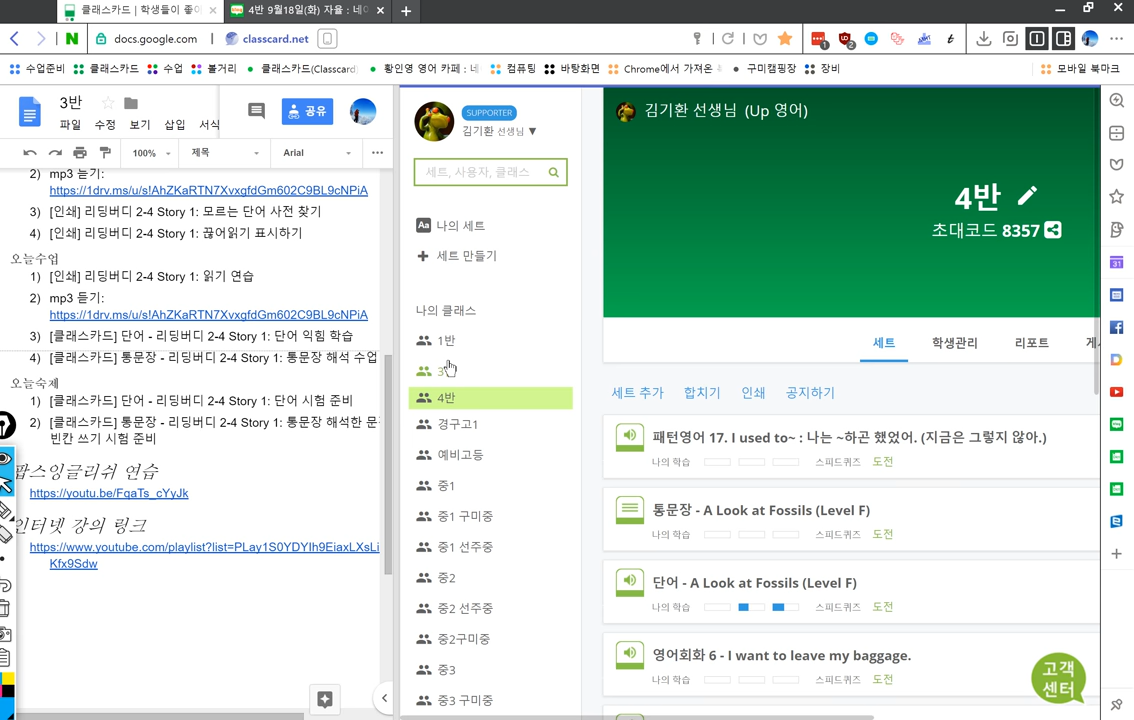 클래스카드 | 학생들이 좋아
4반 9월18일(화) 자율 : 네이
docs.google.com
classcard.net
수업준비
클래스카드
수업
볼거리
클래스카드(Classcard
황인영 영어 카페 : 네
컴퓨팅
바탕화면
Chrome에서 가져온
구미캠핑장
장비
모바일 북마크
3반
파일 수정 보기 삽입 서식
공유
100% 제목 Arial
2) mp3 듣기:
https://1drv.ms/u/s!AhZKaRTN7XvxgfdGm602C9BL9cNPiA
3) [인쇄] 리딩버디 2-4 Story 1: 모르는 단어 사전 찾기
4) [인쇄] 리딩버디 2-4 Story 1: 끊어읽기 표시하기
오늘수업
1) [인쇄] 리딩버디 2-4 Story 1: 읽기 연습
2) mp3 듣기:
https://1drv.ms/u/s!AhZKaRTN7XvxgfdGm602C9BL9cNPiA
3) [클래스카드] 단어 - 리딩버디 2-4 Story 1: 단어 익힘 학습
4) [클래스카드] 통문장 - 리딩버디 2-4 Story 1: 통문장 해석 수업
오늘숙제
1) [클래스카드] 단어 - 리딩버디 2-4 Story 1: 단어 시험 준비
2) [클래스카드] 통문장 - 리딩버디 2-4 Story 1: 통문장 해석한 문
빈칸 쓰기 시험 준비
팝스잉글리쉬 연습
https://youtu.be/FqaTs_cYyJk
인터넷 강의 링크
https://www.youtube.com/playlist?list=PLay1S0YDYIh9EiaxLXsLi
Kfx9Sdw
SUPPORTER
김기환 선생님 ▼
세트, 사용자, 클래스
Aa 나의 세트
세트 만들기
나의 클래스
1반
3
4반
경구고1
예비고등
중1
중1 구미중
중1 선주중
중2
중2 선주중
중2구미중
중3
중3 구미중
김기환 선생님 (Up 영어)
4반
초대코드 8357
세트 학생관리 리포트 게
세트 추가 합치기 인쇄 공지하기
패턴영어 17. I used to~ : 나는 ~하곤 했었어. (지금은 그렇지 않아.)
나의 학습 스피드퀴즈 도전
통문장 - A Look at Fossils (Level F)
나의 학습 스피드퀴즈 도전
단어 - A Look at Fossils (Level F)
나의 학습 스피드퀴즈 도전
영어회화 6 - I want to leave my baggage.
나의 학습 스피드퀴즈 도전
고객
센터